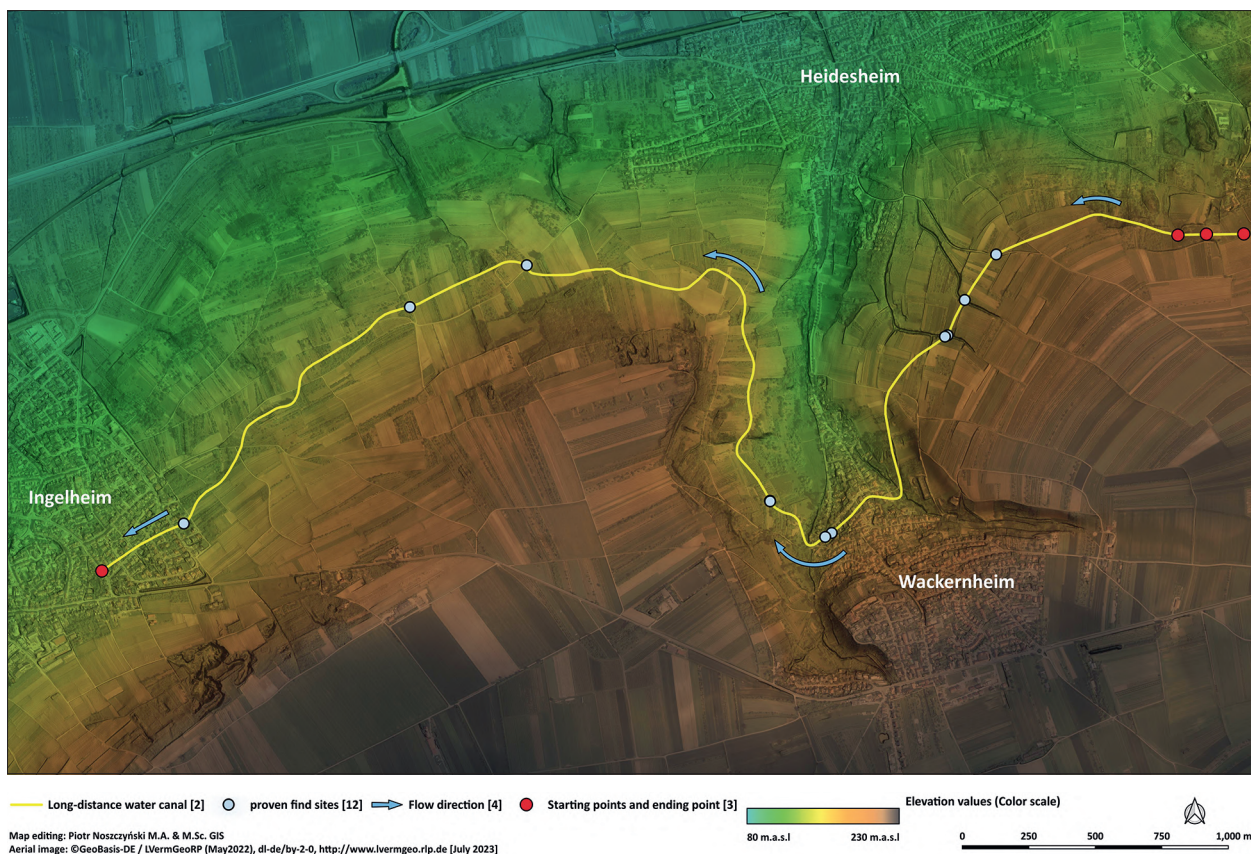 Heidesheim
Ingelheim
Wackernheim
Long-distance water canal [2] proven find sites [12] Flow direction [4] Starting points and ending point [3]
Elevation values (Color scale)
80 m.a.s.l 230 m.a.s.l
0 250 500 750 1,000 m
Map editing: Piotr Noszczyński M.A. & M.Sc. GIS
Aerial image: ©GeoBasis-DE / LVermGeoRP (May2022), dl-de/by-2-0, http://www.lvermgeo.rlp.de [July 2023]